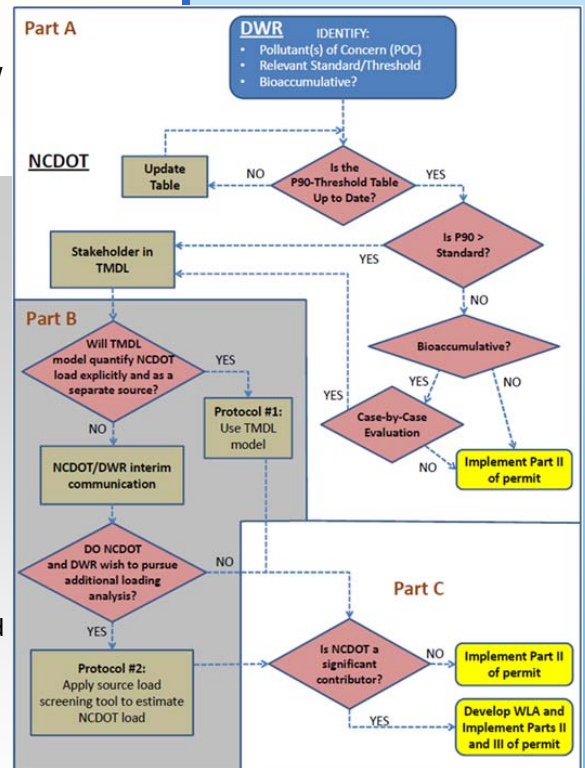 Part A
DWR IDENTIFY:
• Pollutant(s) of Concern (POC)
• Relevant Standard/Threshold
• Bioaccumulative?
NCDOT
Update
Table
NO
Is the
P90-Threshold Table
Up to Date?
YES
Stakeholder in
TMDL
YES
Is P90 >
Standard?
NO
Part B
Will TMDL
model quantify NCDOT
load explicitly and as a
separate source?
YES
NO
Protocol #1:
Use TMDL
model
Bioaccumulative?
YES
NO
YES
Case-by-Case
Evaluation
NO
Implement Part II
of permit
NCDOT/DWR interim
communication
DO NCDOT
and DWR wish to pursue
additional loading
analysis?
NO
YES
Protocol #2:
Apply source load
screening tool to estimate
NCDOT load
Part C
Is NCDOT a
significant
contributor?
NO
Implement Part II
of permit
YES
Develop WLA and
Implement Parts II
and III of permit